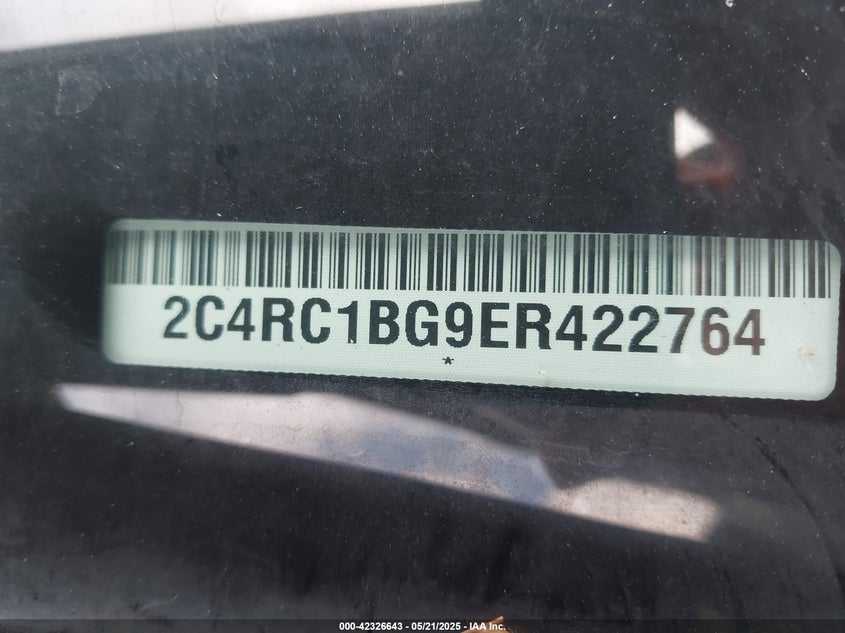 2C4RC1BG9ER422764
*
000-42326643 - 05/21/2025 - IAA Inc.